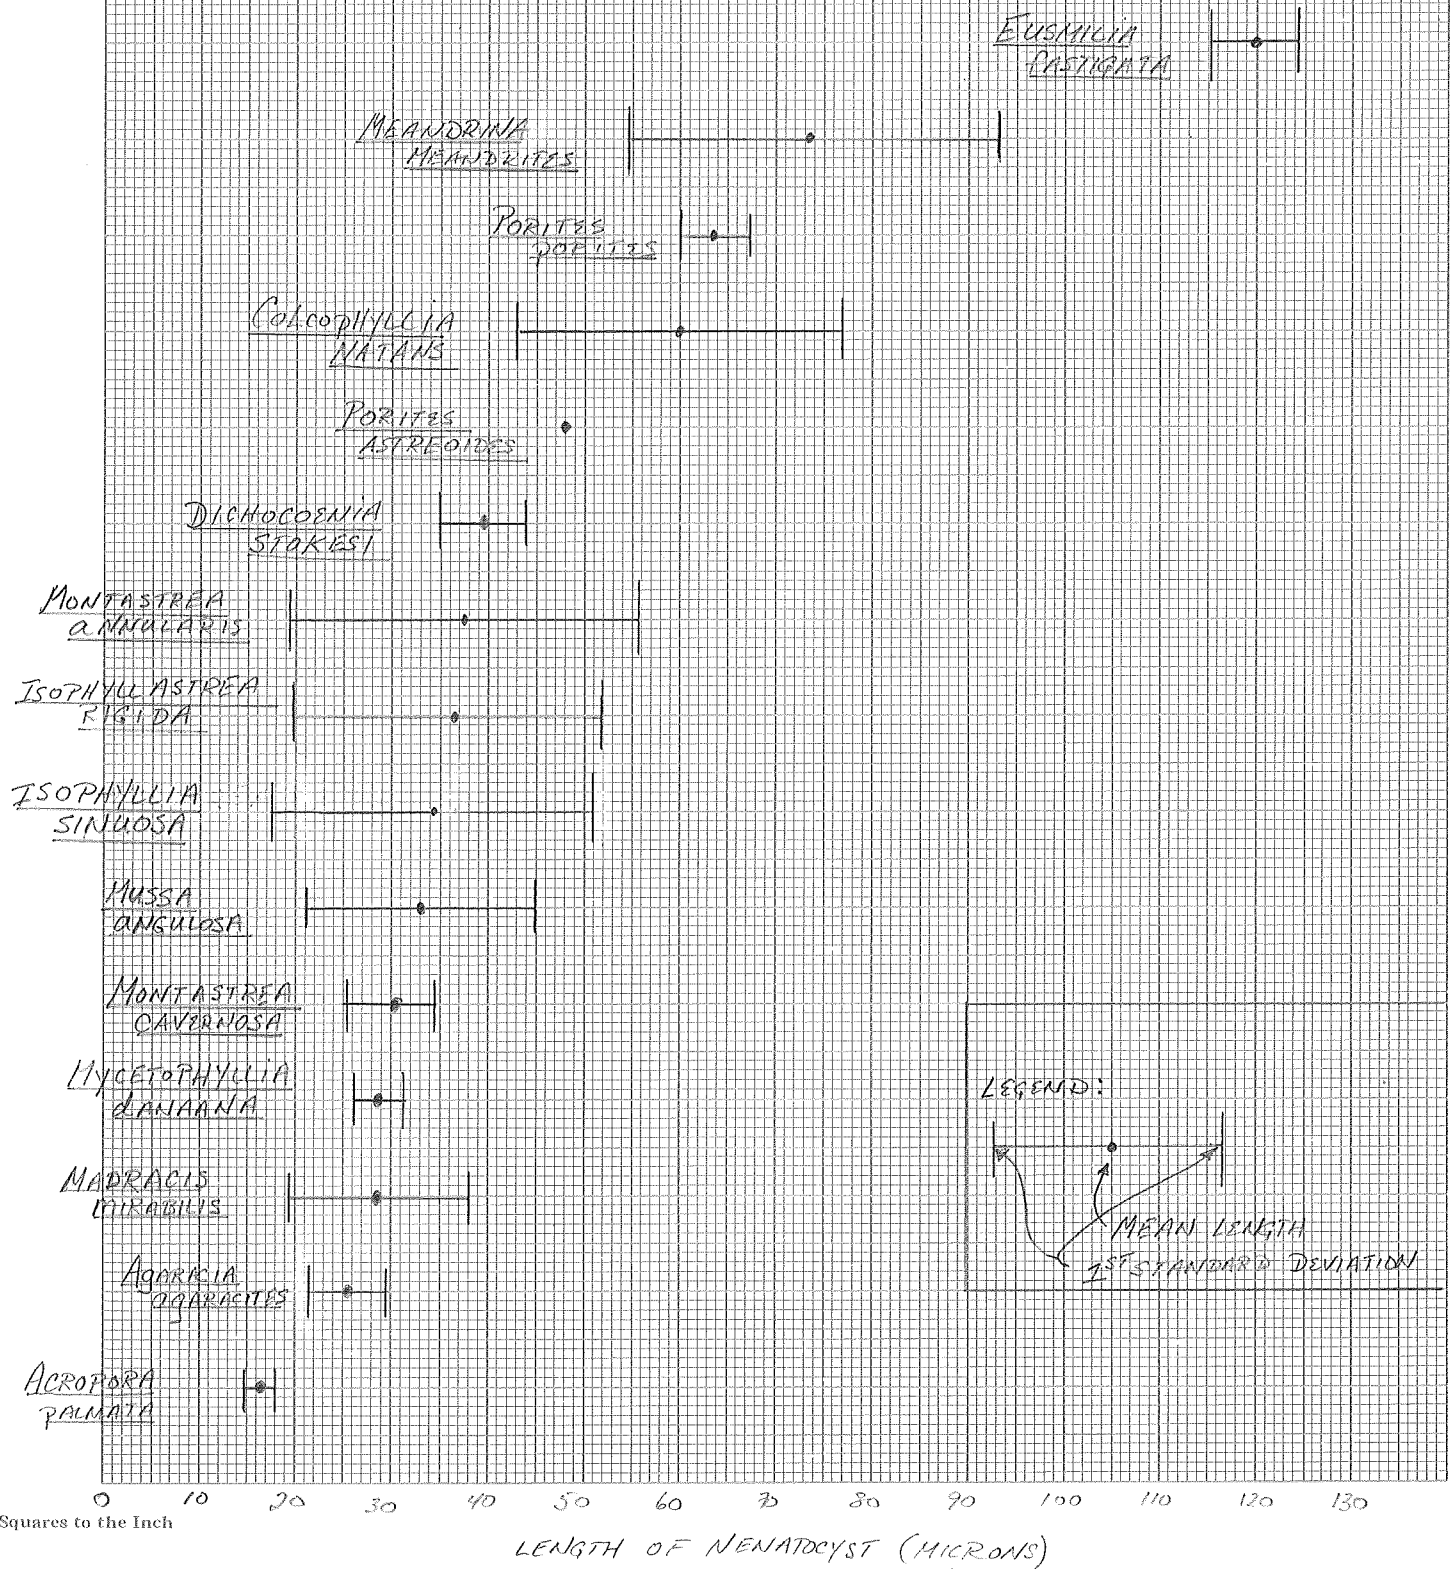 EUSMILIA
FASTIGATA
MEANDRINA
MEANDRITES
PORITES
PORITES
COLCOPHYLLIA
NATANS
PORITES
ASTREOIDES
DICHOCOENIA
STOKESI
MONTASTREA
ANNULARIS
ISOPHYLLASTREA
RIGIDA
ISOPHYLLIA
SINUOSA
MUSSA
ANGULOSA
MONTASTREA
CAVERNOSA
MYCETOPHYLLIA
dANAANA
LEGEND:
MADRACIS
MIRABILIS
MEAN LENGTH
1ST STANDARD DEVIATION
AgARACIA
agARACITES
ACROPORA
PALMATA
0 10 20 30 40 50 60 70 80 90 100 110 120 130
Squares to the Inch
LENGTH OF NENATOCYST (MICRONS)